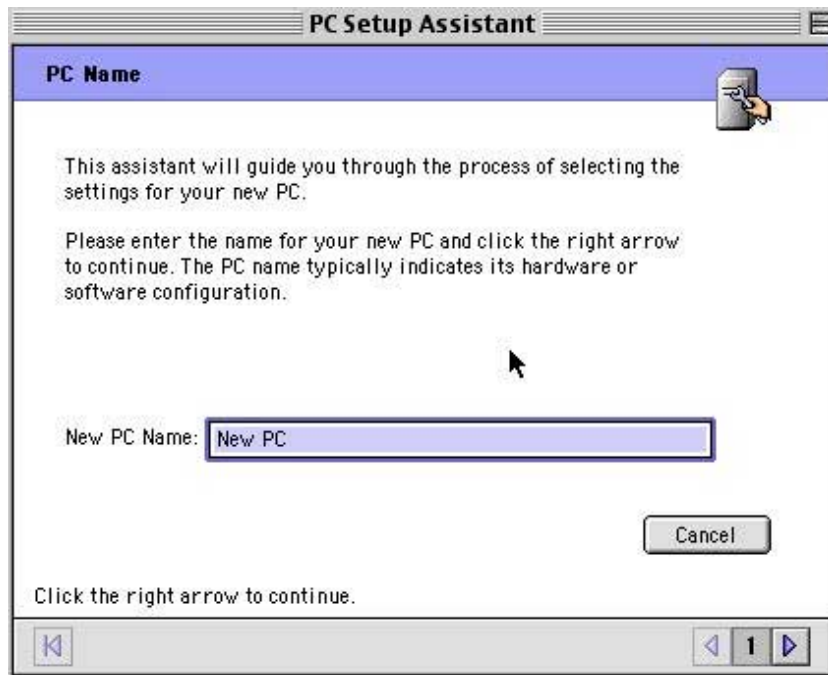 PC Setup Assistant
PC Name
This assistant will guide you through the process of selecting the
settings for your new PC.
Please enter the name for your new PC and click the right arrow
to continue. The PC name typically indicates its hardware or
software configuration.
New PC Name: New PC
Cancel
Click the right arrow to continue.
1